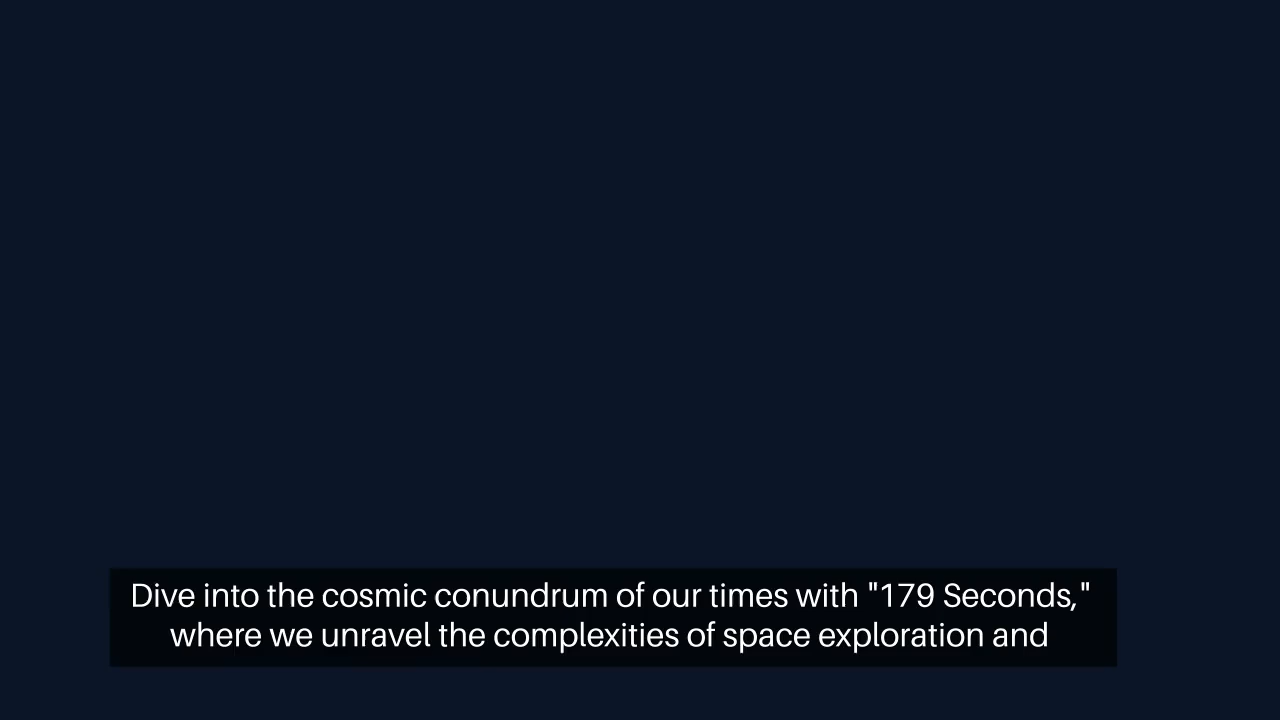 Dive into the cosmic conundrum of our times with "179 Seconds,"
where we unravel the complexities of space exploration and